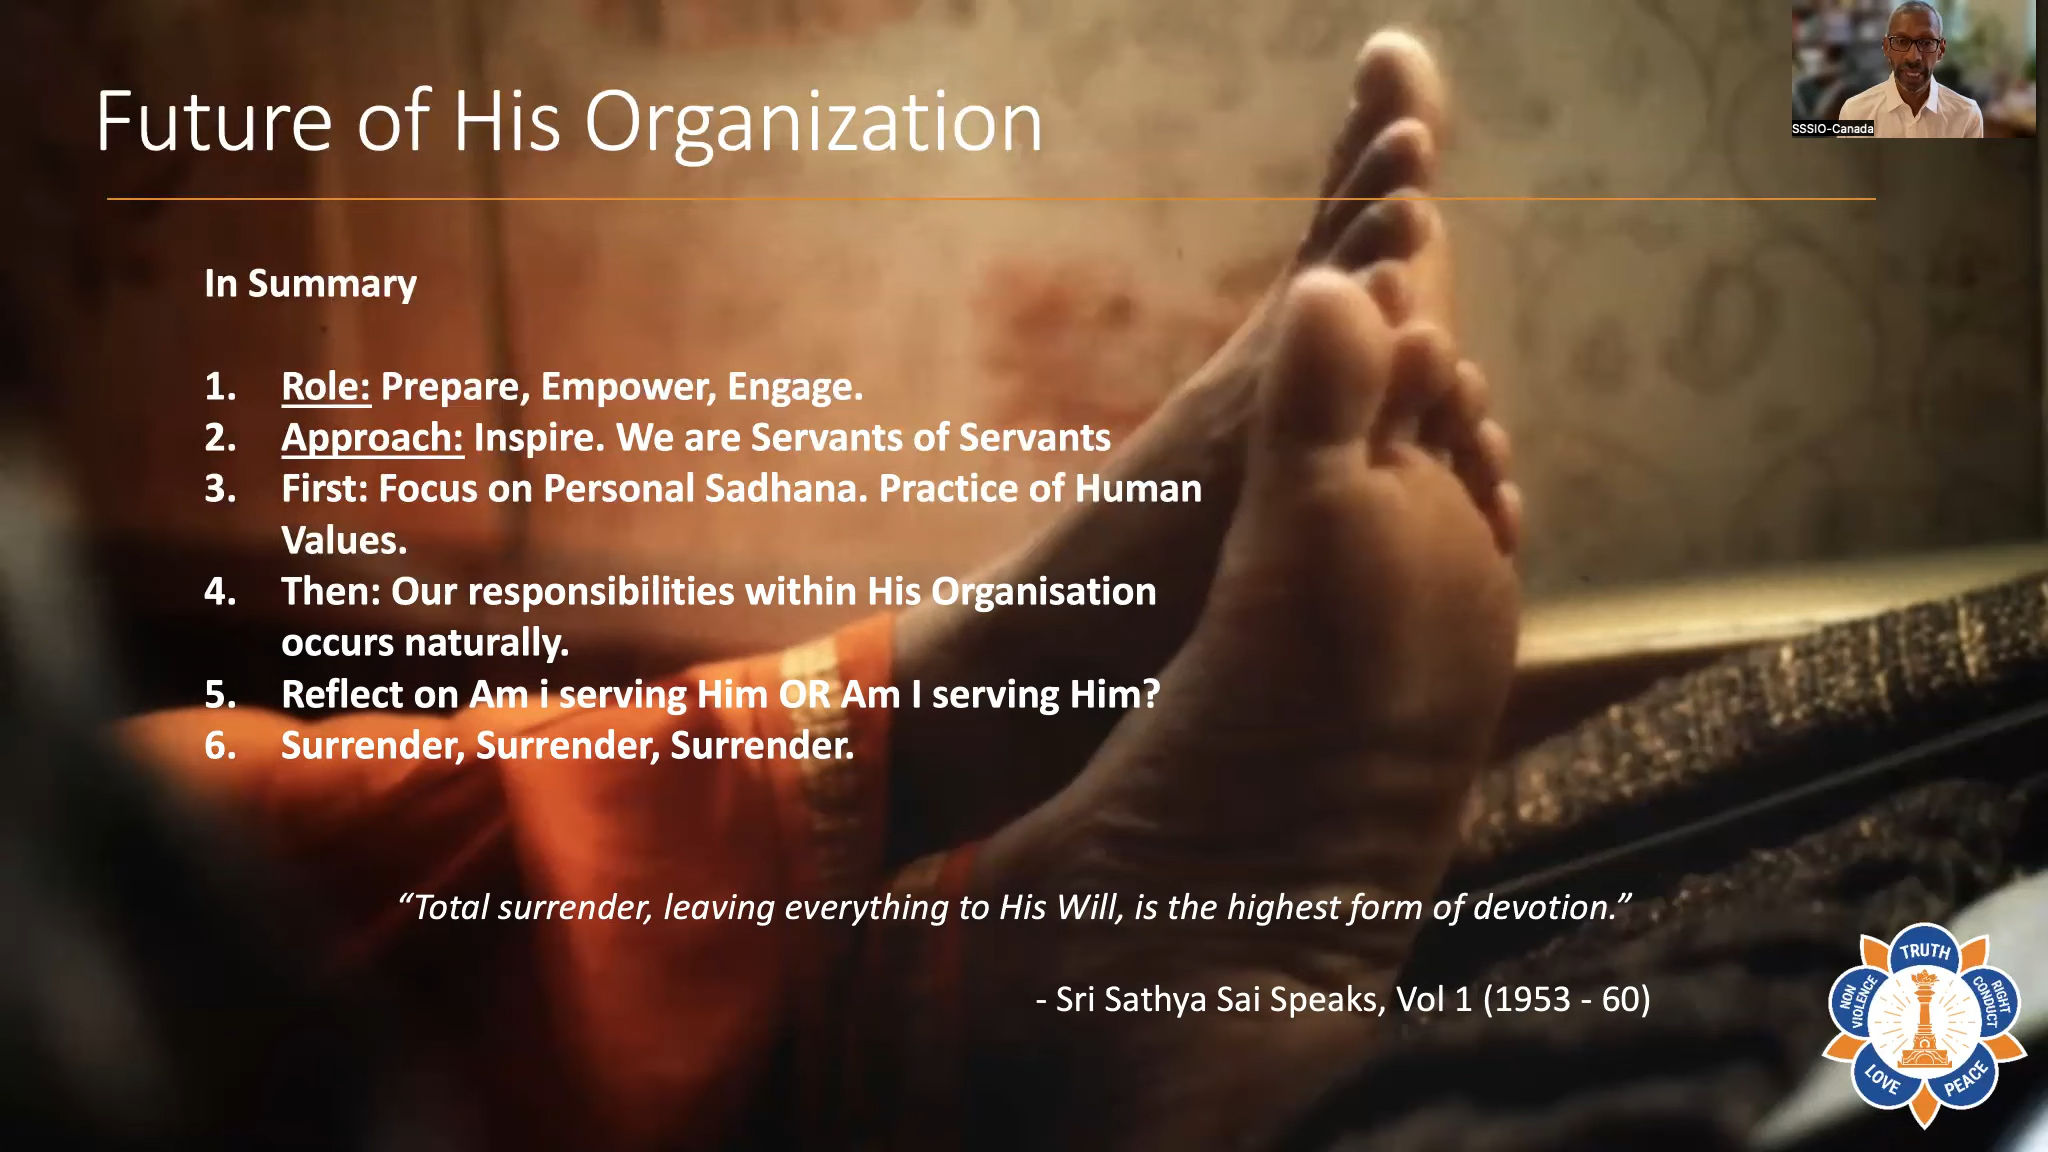 Future of His Organization
SSSIO-Canada
In Summary
1. Role: Prepare, Empower, Engage.
2. Approach: Inspire. We are Servants of Servants
3. First: Focus on Personal Sadhana. Practice of Human
Values.
4. Then: Our responsibilities within His Organisation
occurs naturally.
5. Reflect on Am i serving Him OR Am I serving Him?
6. Surrender, Surrender, Surrender.
“Total surrender, leaving everything to His Will, is the highest form of devotion.”
- Sri Sathya Sai Speaks, Vol 1 (1953 - 60)
TRUTH
RIGHT
CONDUCT
PEACE
LOVE
NON
VIOLENCE